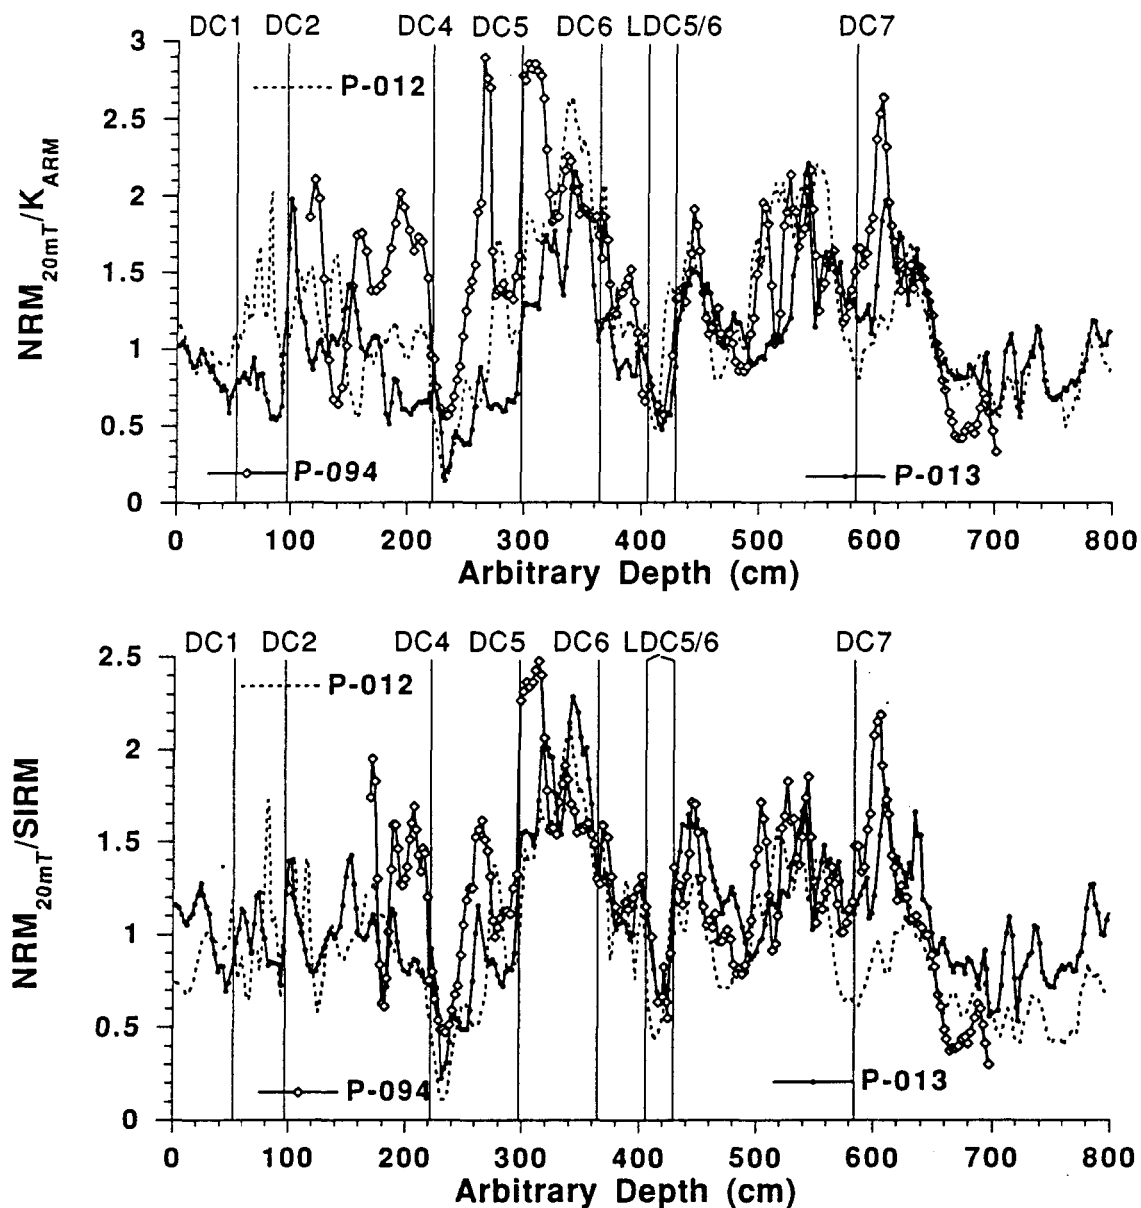 DC1 DC2 DC4 DC5 DC6 LDC5/6 DC7
3
P-012
2.5
2
NRM20mT/KARM
1.5
1
0.5
P-094 P-013
0
0 100 200 300 400 500 600 700 800
Arbitrary Depth (cm)
DC1 DC2 DC4 DC5 DC6 LDC5/6 DC7
2.5
P-012
2
NRM20mT/SIRM
1.5
1
0.5
P-094 P-013
0
0 100 200 300 400 500 600 700 800
Arbitrary Depth (cm)